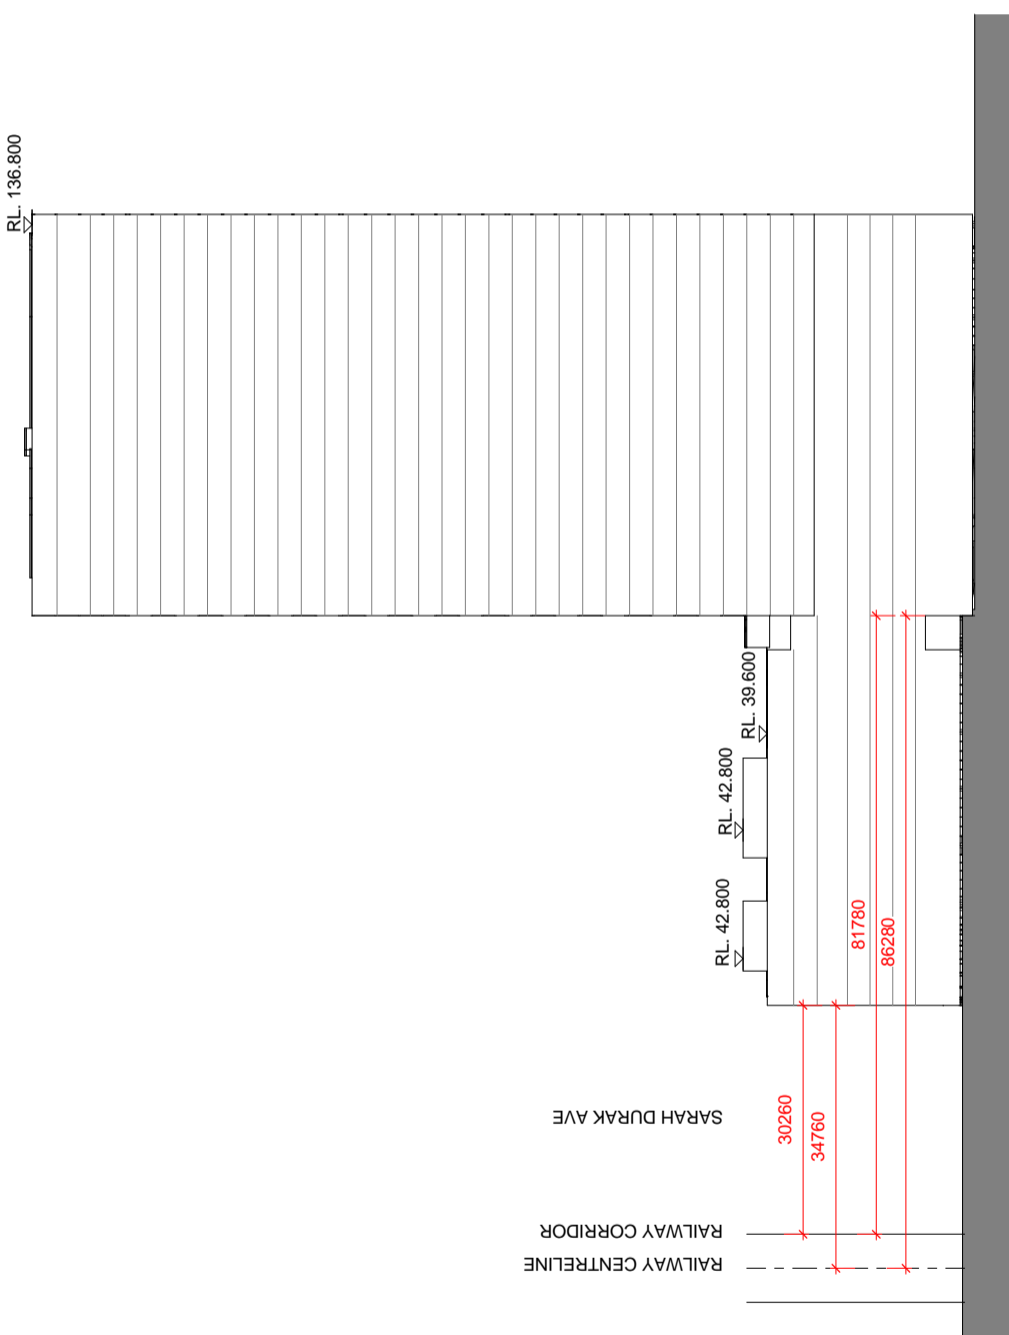 RL. 136.800
RL. 39.600
RL. 42.800
RL. 42.800
81780
86280
30260
34760
SARAH DURAK AVE
RAILWAY CORRIDOR
RAILWAY CENTRELINE